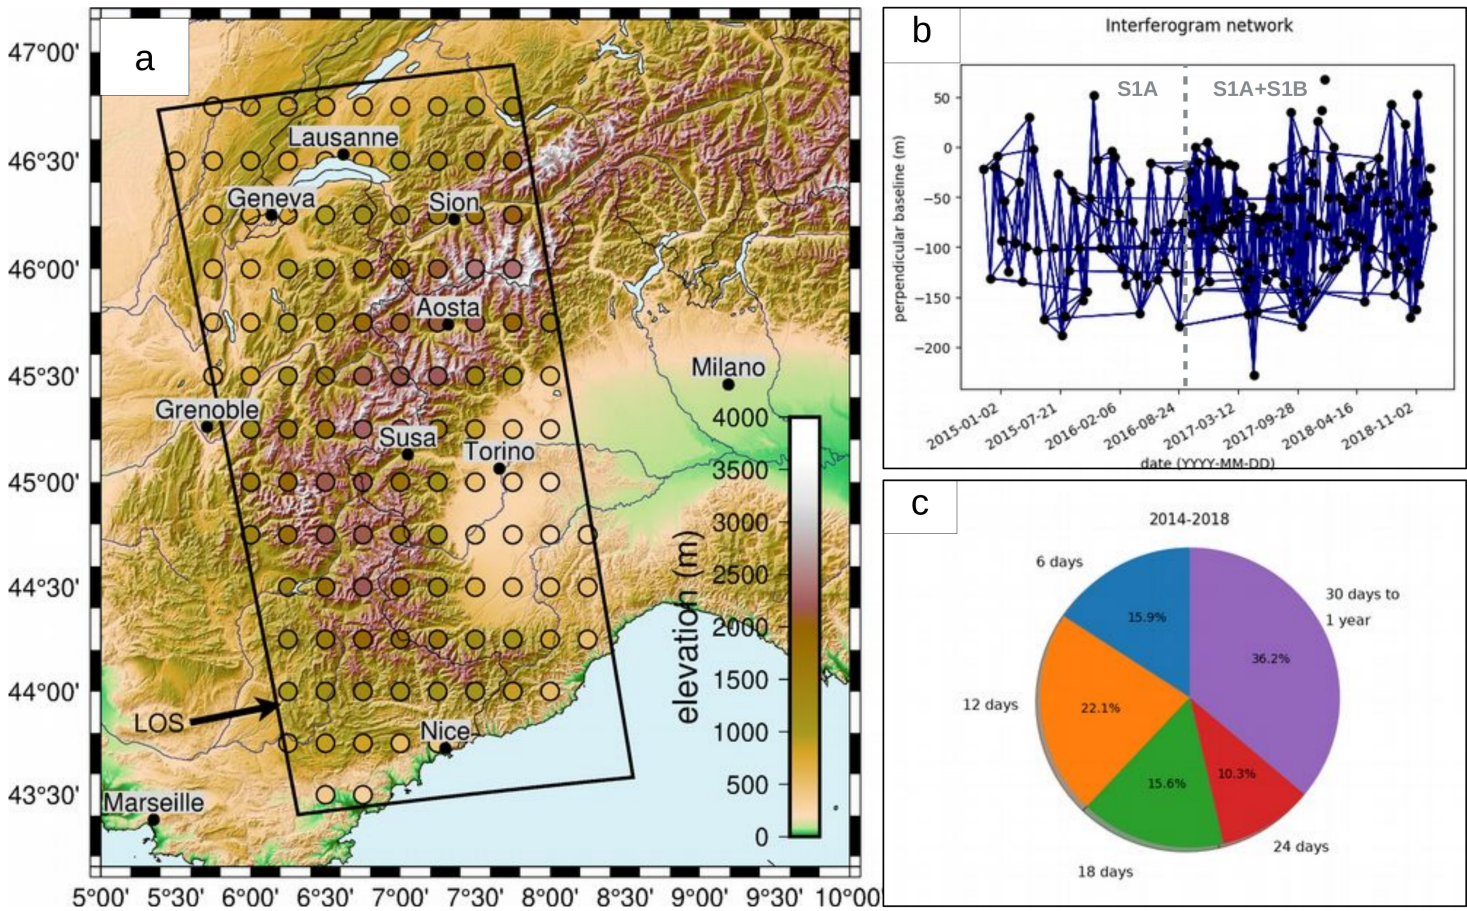 a
47°00'
46°30'
46°00'
45°30'
45°00'
44°30'
44°00'
43°30'
5°00'
5°30'
6°00'
6°30'
7°00'
7°30'
8°00'
8°30'
9°00'
9°30'
10°00'
Lausanne
Geneva
Sion
Aosta
Milano
Grenoble
Susa
Torino
LOS
Nice
Marseille
elevation (m)
4000
3500
3000
2500
2000
1500
1000
500
0
b
Interferogram network
S1A
S1A+S1B
perpendicular baseline (m)
50
0
−50
−100
−150
−200
2015-01-02
2015-07-21
2016-02-06
2016-08-24
2017-03-12
2017-09-28
2018-04-16
2018-11-02
date (YYYY-MM-DD)
c
2014-2018
6 days
15.9%
30 days to
1 year
36.2%
12 days
22.1%
18 days
15.6%
24 days
10.3%